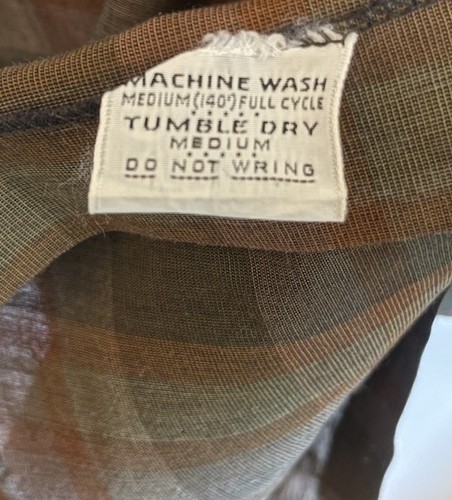 MACHINE WASH
MEDIUM (140°) FULL CYCLE
TUMBLE DRY
MEDIUM
DO NOT WRING